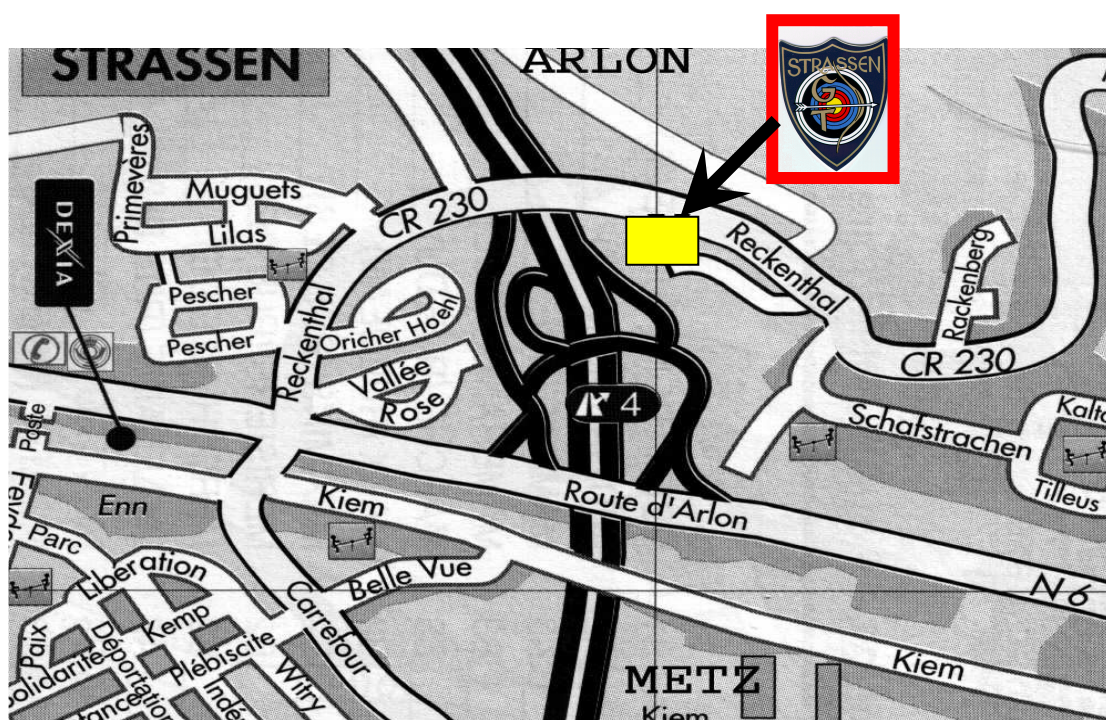 STRASSEN
ARLON
STRASSEN
GT
Primevères
Muguets
Lilas
CR 230
Reckenthal
DEXIA
Pescher
Pescher
Reckenthal
Oricher Hoehl
Vallée
Rose
Rackenberg
CR 230
4
Poste
Schafstrachen
Tilleus
Enn
Kiem
Route d'Arlon
Parc
Libération
Belle Vue
N 6
Kemp
Carrefour
Paix
Déportation
Plébiscite
Witry
Kiem
METZ
Kiem